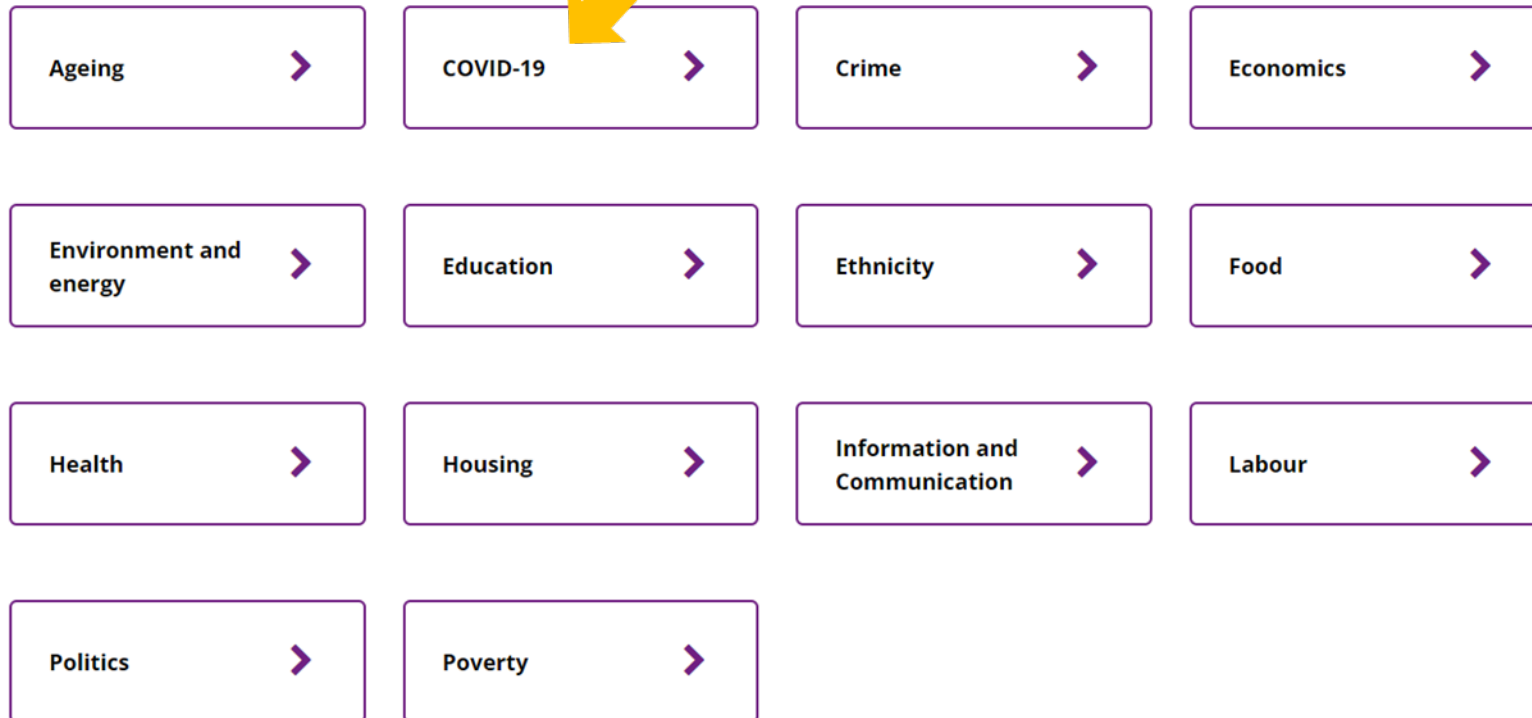 Ageing
COVID-19
Crime
Economics
Environment and
energy
Education
Ethnicity
Food
Health
Housing
Information and
Communication
Labour
Politics
Poverty